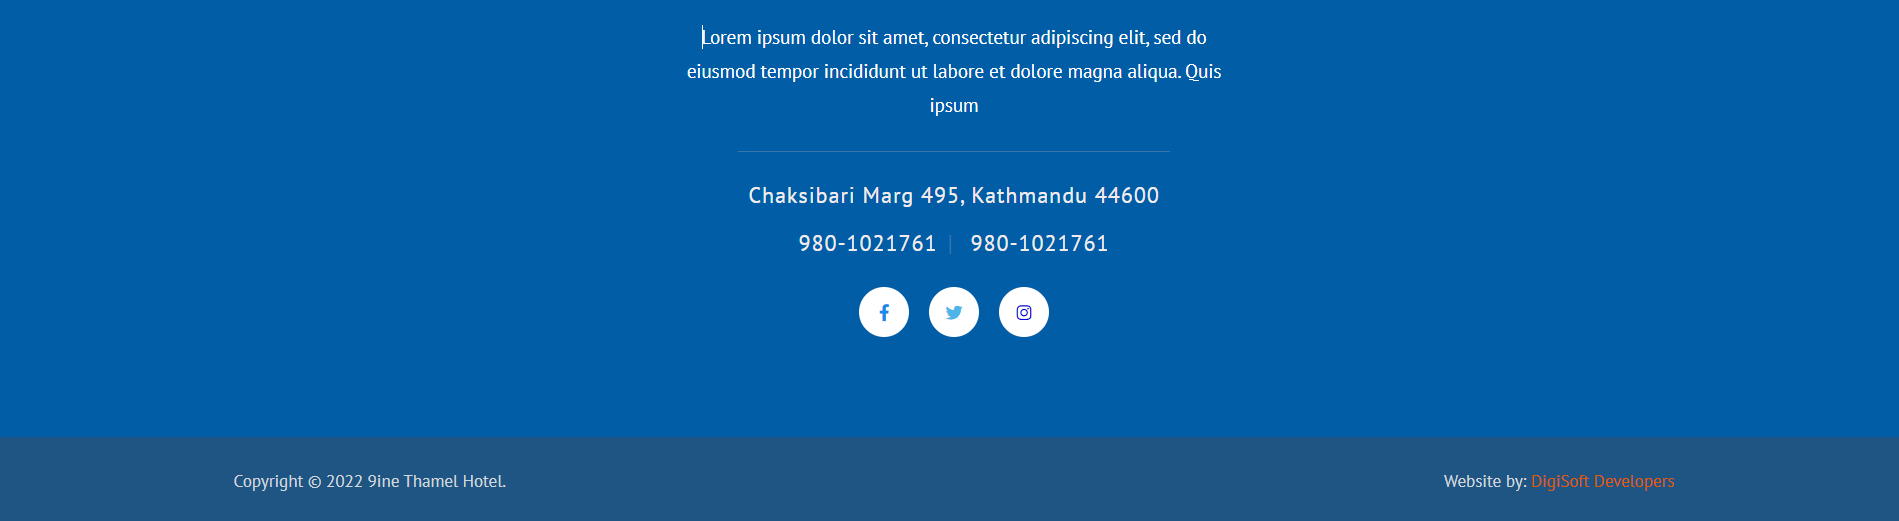 Lorem ipsum dolor sit amet, consectetur adipiscing elit, sed do
eiusmod tempor incididunt ut labore et dolore magna aliqua. Quis
ipsum
Chaksibari Marg 495, Kathmandu 44600
980-1021761 | 980-1021761
Copyright © 2022 9ine Thamel Hotel.
Website by: DigiSoft Developers